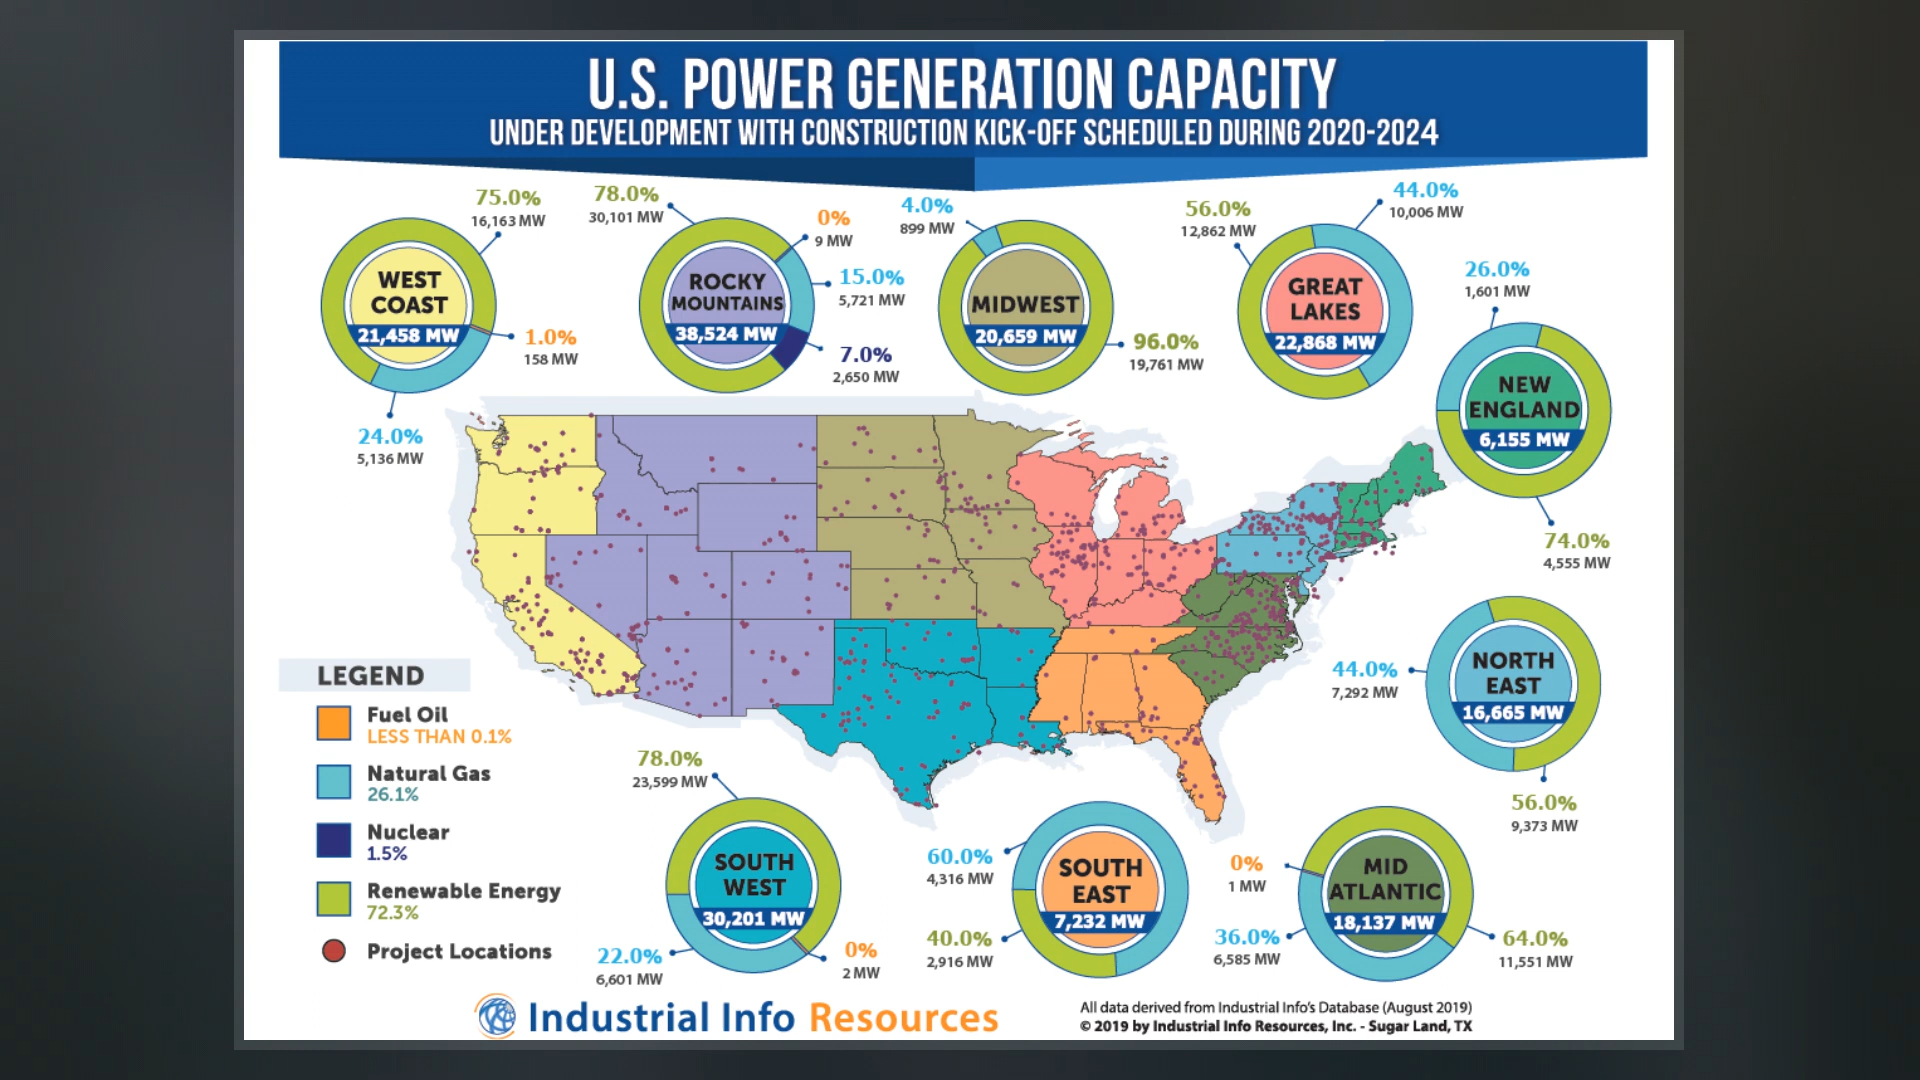 U.S. POWER GENERATION CAPACITY
UNDER DEVELOPMENT WITH CONSTRUCTION KICK-OFF SCHEDULED DURING 2020-2024
75.0%
16,163 MW
WEST
COAST
21,458 MW
1.0%
158 MW
24.0%
5,136 MW
78.0%
30,101 MW
0%
9 MW
ROCKY
MOUNTAINS
38,524 MW
15.0%
5,721 MW
7.0%
2,650 MW
4.0%
899 MW
MIDWEST
20,659 MW
96.0%
19,761 MW
56.0%
12,862 MW
44.0%
10,006 MW
GREAT
LAKES
22,868 MW
26.0%
1,601 MW
NEW
ENGLAND
6,155 MW
74.0%
4,555 MW
44.0%
7,292 MW
NORTH
EAST
16,665 MW
56.0%
9,373 MW
LEGEND
Fuel Oil
LESS THAN 0.1%
Natural Gas
26.1%
Nuclear
1.5%
Renewable Energy
72.3%
Project Locations
78.0%
23,599 MW
SOUTH
WEST
30,201 MW
22.0%
6,601 MW
0%
2 MW
60.0%
4,316 MW
SOUTH
EAST
7,232 MW
40.0%
2,916 MW
0%
1 MW
MID
ATLANTIC
18,137 MW
36.0%
6,585 MW
64.0%
11,551 MW
Industrial Info Resources
All data derived from Industrial Info's Database (August 2019)
© 2019 by Industrial Info Resources, Inc. - Sugar Land, TX